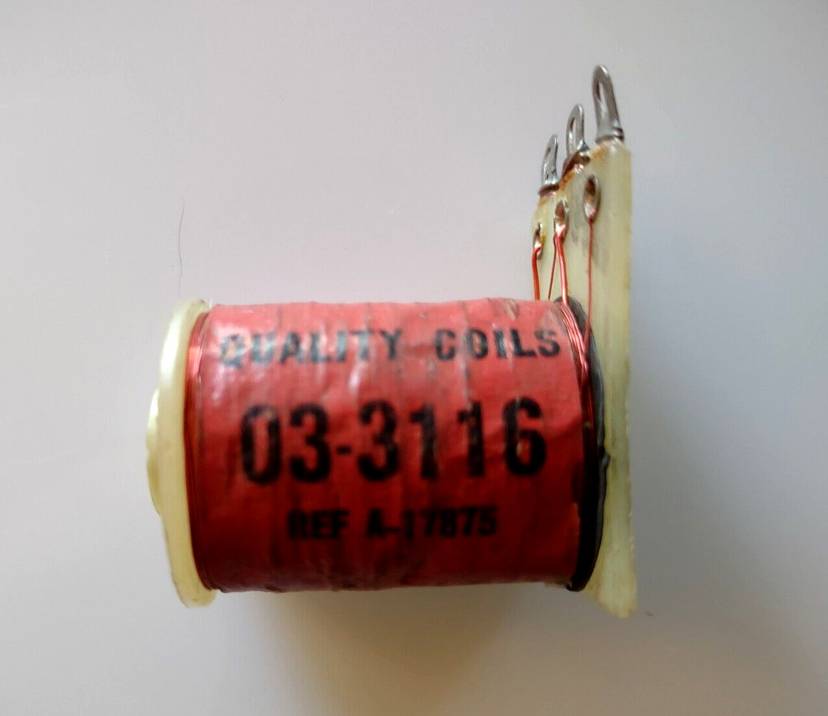 QUALITY COILS
03-3116
REF A-17875